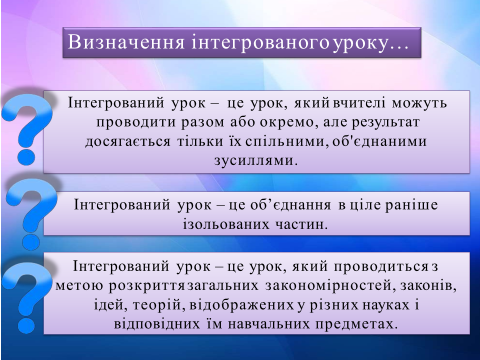 Визначення інтегрованого уроку…
Інтегрований урок – це урок, який вчителі можуть
проводити разом або окремо, але результат
досягається тільки їх спільними, об'єднаними
зусиллями.
Інтегрований урок – це об’єднання в ціле раніше
ізольованих частин.
Інтегрований урок – це урок, який проводиться з
метою розкриття загальних закономірностей, законів,
ідей, теорій, відображених у різних науках і
відповідних їм навчальних предметах.